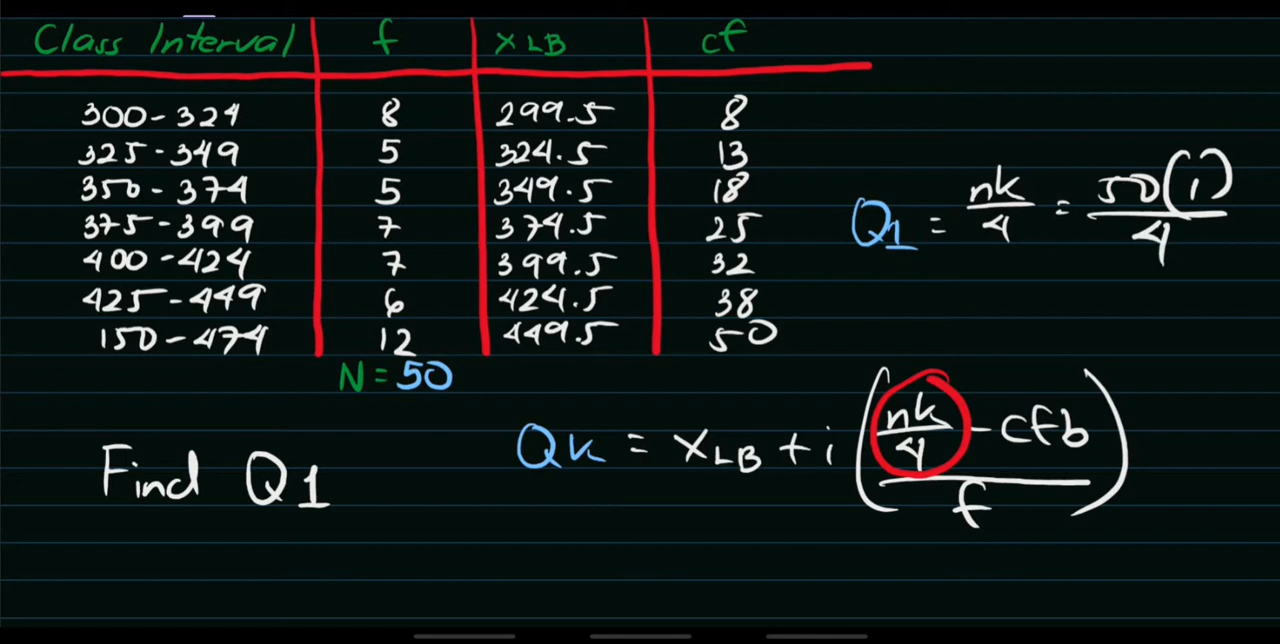 Class Interval f XLB cf
300-324 8 299.5 8
325-349 5 324.5 13
350-374 5 349.5 18
375-399 7 374.5 25
400-424 7 399.5 32
425-449 6 424.5 38
150-474 12 449.5 50
N = 50
Q1 = nk/4 = 50(1)/4
Find Q1
Qk = XLB + i (nk/4 - cfb / f)